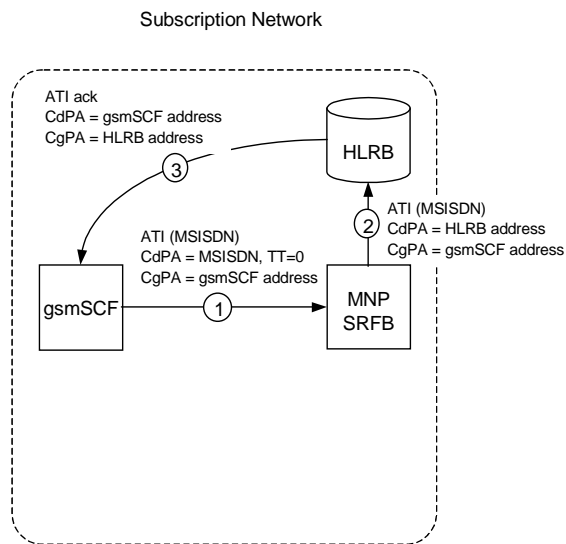 Subscription Network
ATI ack
CdPA = gsmSCF address
CgPA = HLRB address
3
HLRB
2
ATI (MSISDN)
CdPA = HLRB address
CgPA = gsmSCF address
ATI (MSISDN)
CdPA = MSISDN, TT=0
CgPA = gsmSCF address
gsmSCF
1
MNP
SRFB